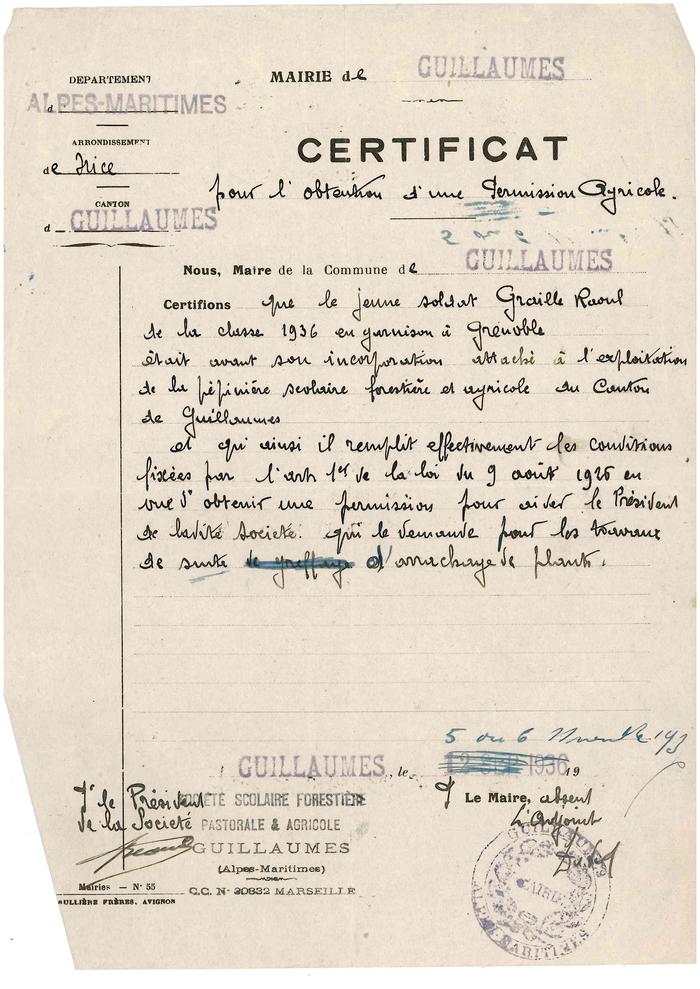 DEPARTEMENT
d ALPES-MARITIMES
ARRONDISSEMENT
de Nice
CANTON
d GUILLAUMES
MAIRIE de GUILLAUMES
CERTIFICAT
pour l'obtention d'une Permission Agricole.
Nous, Maire de la Commune de GUILLAUMES
Certifions que le jeune soldat Graille Raoul
de la classe 1936 en garnison à Grenoble
était avant son incorporation attaché à l'exploitation
de la pépinière scolaire forestière et agricole du Canton
de Guillaumes
et qu'ainsi il remplit effectivement les conditions
fixées par l'art 1er de la loi du 9 août 1926 en
vue d'obtenir une permission pour aider le Président
de ladite Société. qui le demande pour les travaux
de suite de greffage d'arrachage de plants.
5 ou 6 Novembre 193
GUILLAUMES, le 12 1936 19
Le Président
de la Société
SOCIÉTÉ SCOLAIRE FORESTIÈRE
PASTORALE & AGRICOLE
GUILLAUMES
(Alpes-Maritimes)
C.C. N° 30832 MARSEILLE
Le Maire, absent
L'Adjoint
GUILLAUMES
MAIRIE
ALPES-MARITIMES
Mairies — N° 55
FRÈRES, AVIGNON